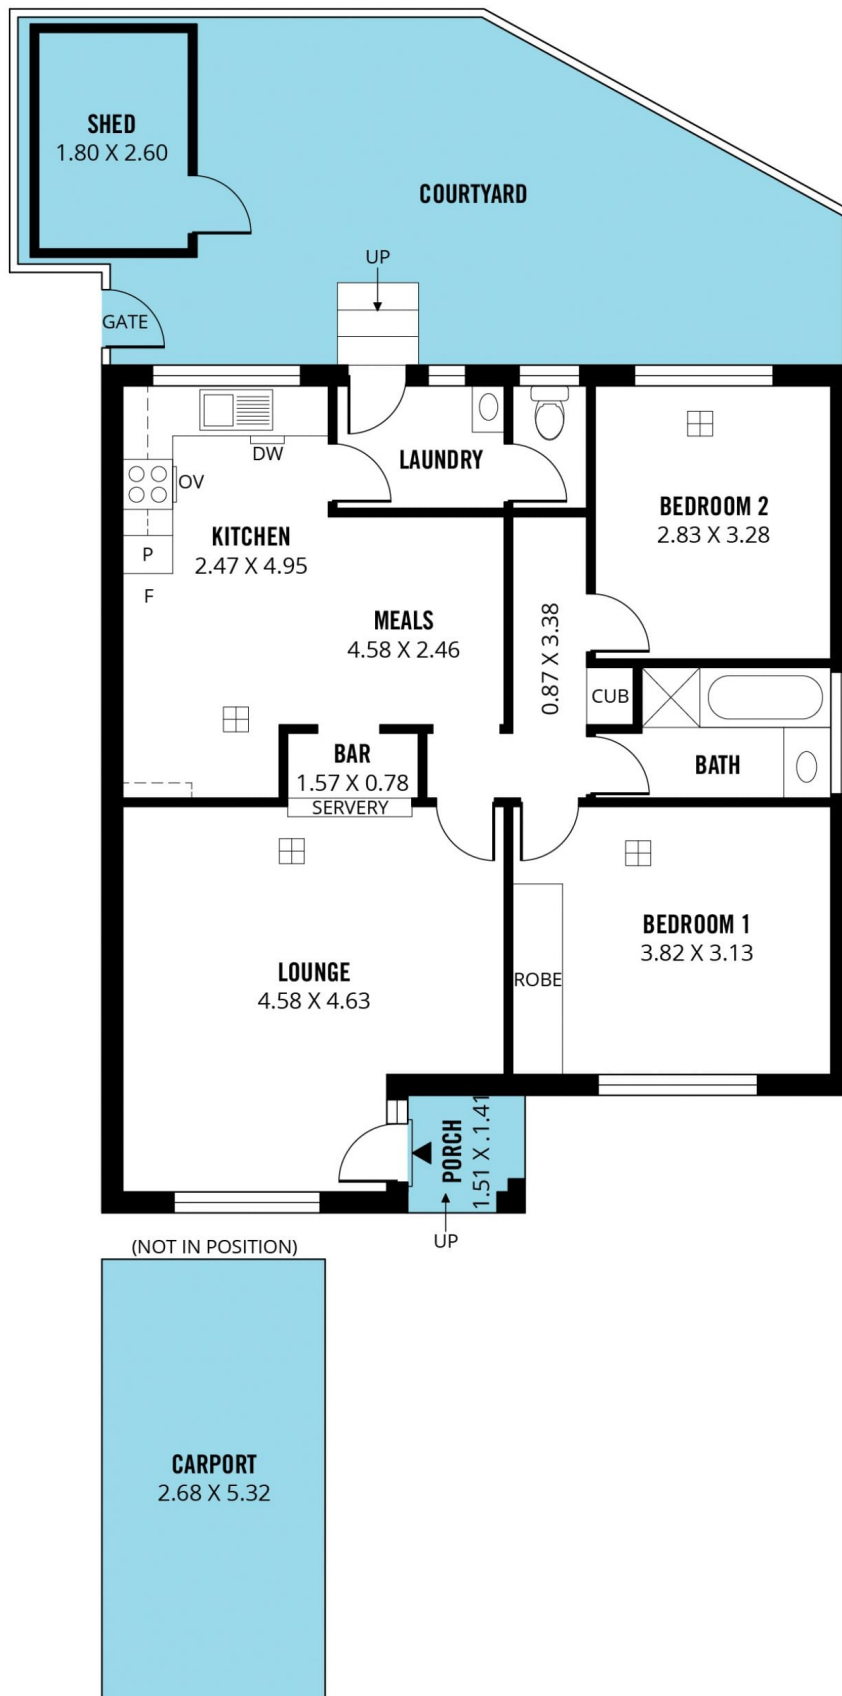 SHED
1.80 X 2.60
COURTYARD
UP
GATE
DW
OV
LAUNDRY
KITCHEN
2.47 X 4.95
P
F
BEDROOM 2
2.83 X 3.28
MEALS
4.58 X 2.46
0.87 X 3.38
CUB
BAR
1.57 X 0.78
SERVERY
BATH
LOUNGE
4.58 X 4.63
BEDROOM 1
3.82 X 3.13
ROBE
PORCH
1.51 X .1.41
UP
(NOT IN POSITION)
CARPORT
2.68 X 5.32